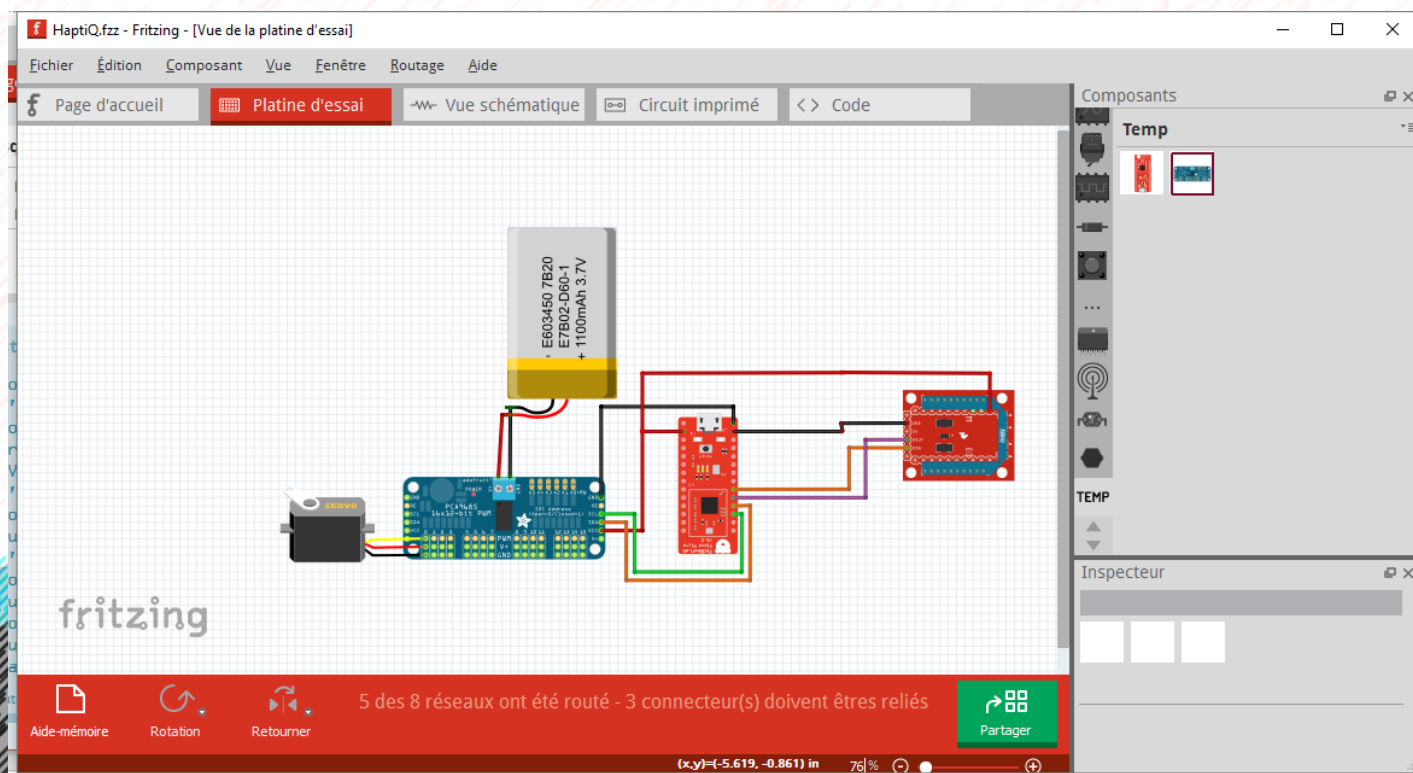 HaptiQ.fzz - Fritzing - [Vue de la platine d'essai]
Fichier Édition Composant Vue Fenêtre Routage Aide
Page d'accueil
Platine d'essai
Vue schématique
Circuit imprimé
Code
Composants
Temp
TEMP
- E603450 7B20
E7B02-D60-1
+ 1100mAh 3.7V
SERVO
PCA9685
16x12-bit PWM
PWM
V+
GND
fritzing
Inspecteur
Aide-mémoire
Rotation
Retourner
5 des 8 réseaux ont été routé - 3 connecteur(s) doivent êtres reliés
Partager
(x,y)=(-5.619, -0.861) in
76 %